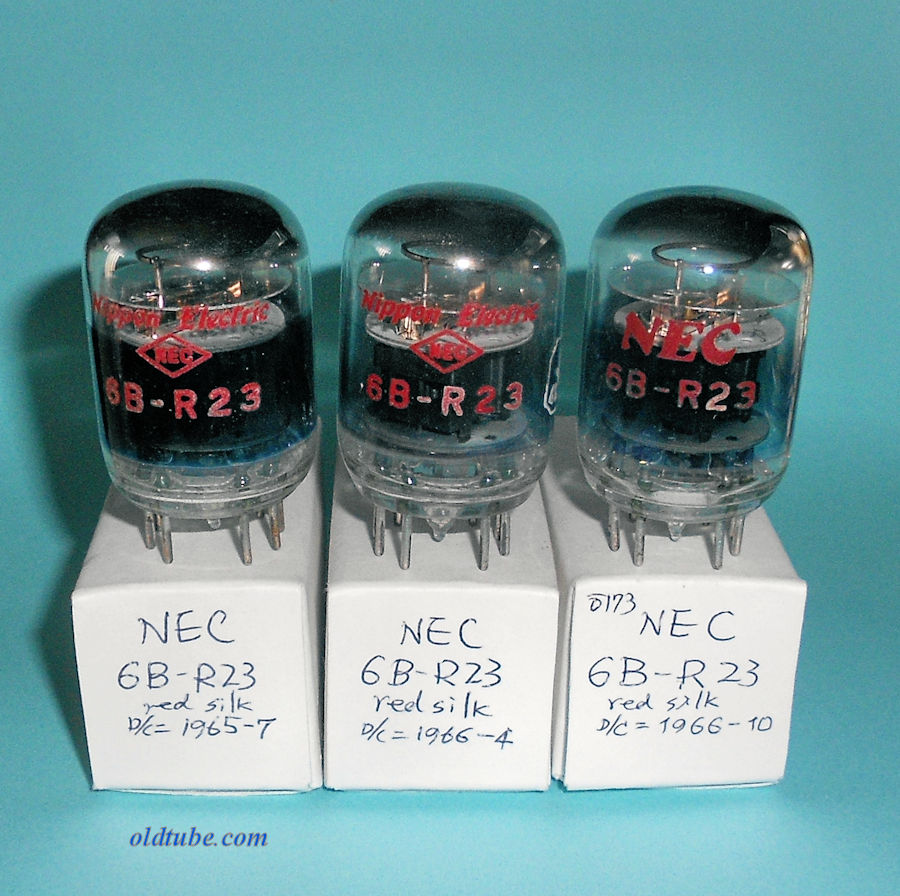 Nippon Electric
NEC
6B-R23
Nippon Electric
NEC
6B-R23
NEC
6B-R23
NEC
6B-R23
red silk
D/C = 1965-7
NEC
6B-R23
red silk
D/C = 1966-4
0173
NEC
6B-R23
red silk
D/C = 1966-10
oldtube.com